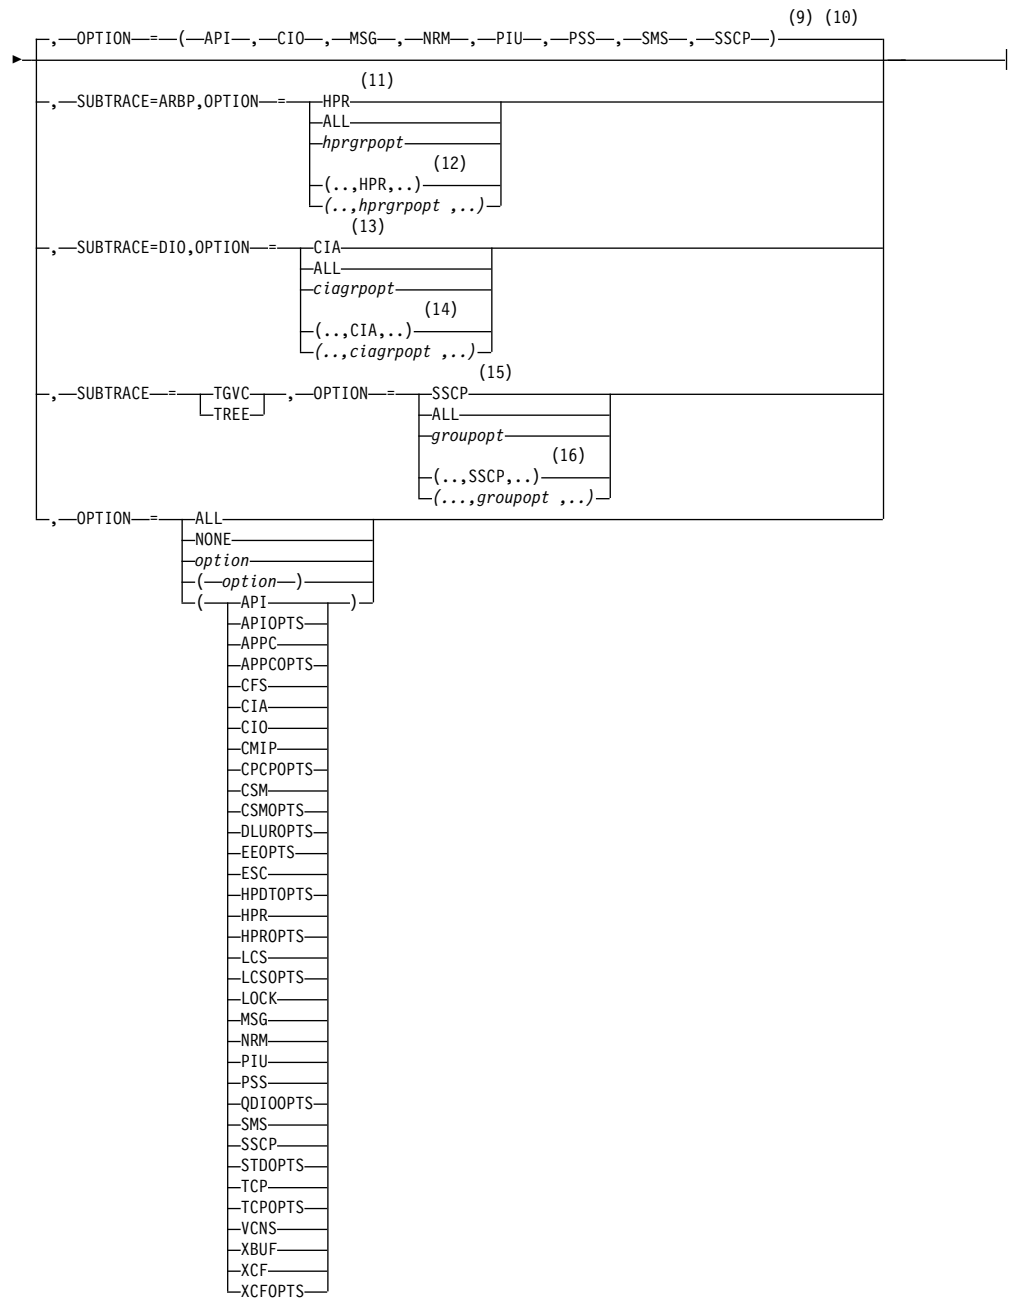 (9) (10)
,—OPTION—=—(—API—,—CIO—,—MSG—,—NRM—,—PIU—,—PSS—,—SMS—,—SSCP—)
(11)
,—SUBTRACE=ARBP,OPTION—=—HPR
ALL
hprgrpopt
(12)
(..,HPR,..)
(..,hprgrpopt ,..)
(13)
,—SUBTRACE=DIO,OPTION—=—CIA
ALL
ciagrpopt
(14)
(..,CIA,..)
(..,ciagrpopt ,..)
(15)
,—SUBTRACE—=—TGVC—,—OPTION—=—SSCP
TREE
ALL
groupopt
(16)
(..,SSCP,..)
(...,groupopt ,..)
,—OPTION—=—ALL
NONE
option
(—option—)
(—API—)
APIOPTS
APPC
APPCOPTS
CFS
CIA
CIO
CMIP
CPCPOPTS
CSM
CSMOPTS
DLUROPTS
EEOPTS
ESC
HPDTOPTS
HPR
HPROPTS
LCS
LCSOPTS
LOCK
MSG
NRM
PIU
PSS
QDIOOPTS
SMS
SSCP
STDOPTS
TCP
TCPOPTS
VCNS
XBUF
XCF
XCFOPTS